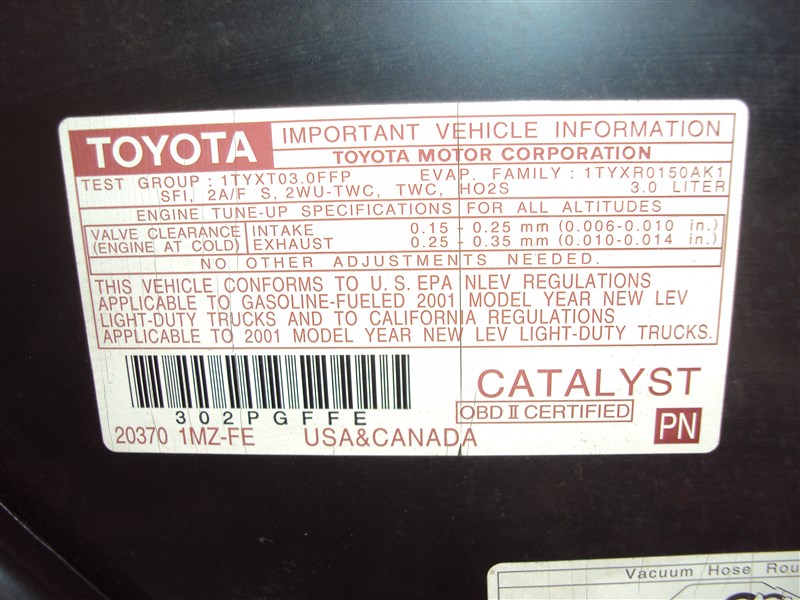 TOYOTA
IMPORTANT VEHICLE INFORMATION
TOYOTA MOTOR CORPORATION
TEST GROUP : 1TYXT03.0FFP EVAP. FAMILY : 1TYXR0150AK1
SFI, 2A/F S, 2WU-TWC, TWC, HO2S 3.0 LITER
ENGINE TUNE-UP SPECIFICATIONS FOR ALL ALTITUDES
VALVE CLEARANCE INTAKE 0.15 - 0.25 mm (0.006-0.010 in.)
(ENGINE AT COLD) EXHAUST 0.25 - 0.35 mm (0.010-0.014 in.)
NO OTHER ADJUSTMENTS NEEDED.
THIS VEHICLE CONFORMS TO U.S. EPA NLEV REGULATIONS
APPLICABLE TO GASOLINE-FUELED 2001 MODEL YEAR NEW LEV
LIGHT-DUTY TRUCKS AND TO CALIFORNIA REGULATIONS
APPLICABLE TO 2001 MODEL YEAR NEW LEV LIGHT-DUTY TRUCKS.
302PGFFE
CATALYST
OBD II CERTIFIED
20370 1MZ-FE USA&CANADA
PN
Vacuum Hose